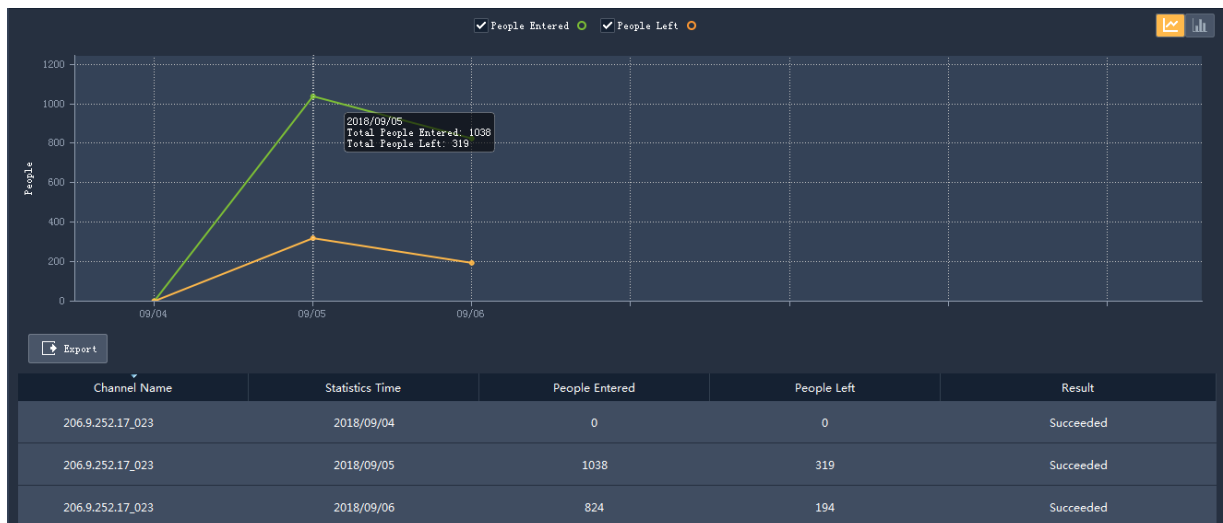 People Entered People Left
1200
1000
800
600
400
200
0
People
2018/09/05
Total People Entered: 1038
Total People Left: 319
09/04 09/05 09/06
Export
Channel Name Statistics Time People Entered People Left Result
206.9.252.17_023 2018/09/04 0 0 Succeeded
206.9.252.17_023 2018/09/05 1038 319 Succeeded
206.9.252.17_023 2018/09/06 824 194 Succeeded